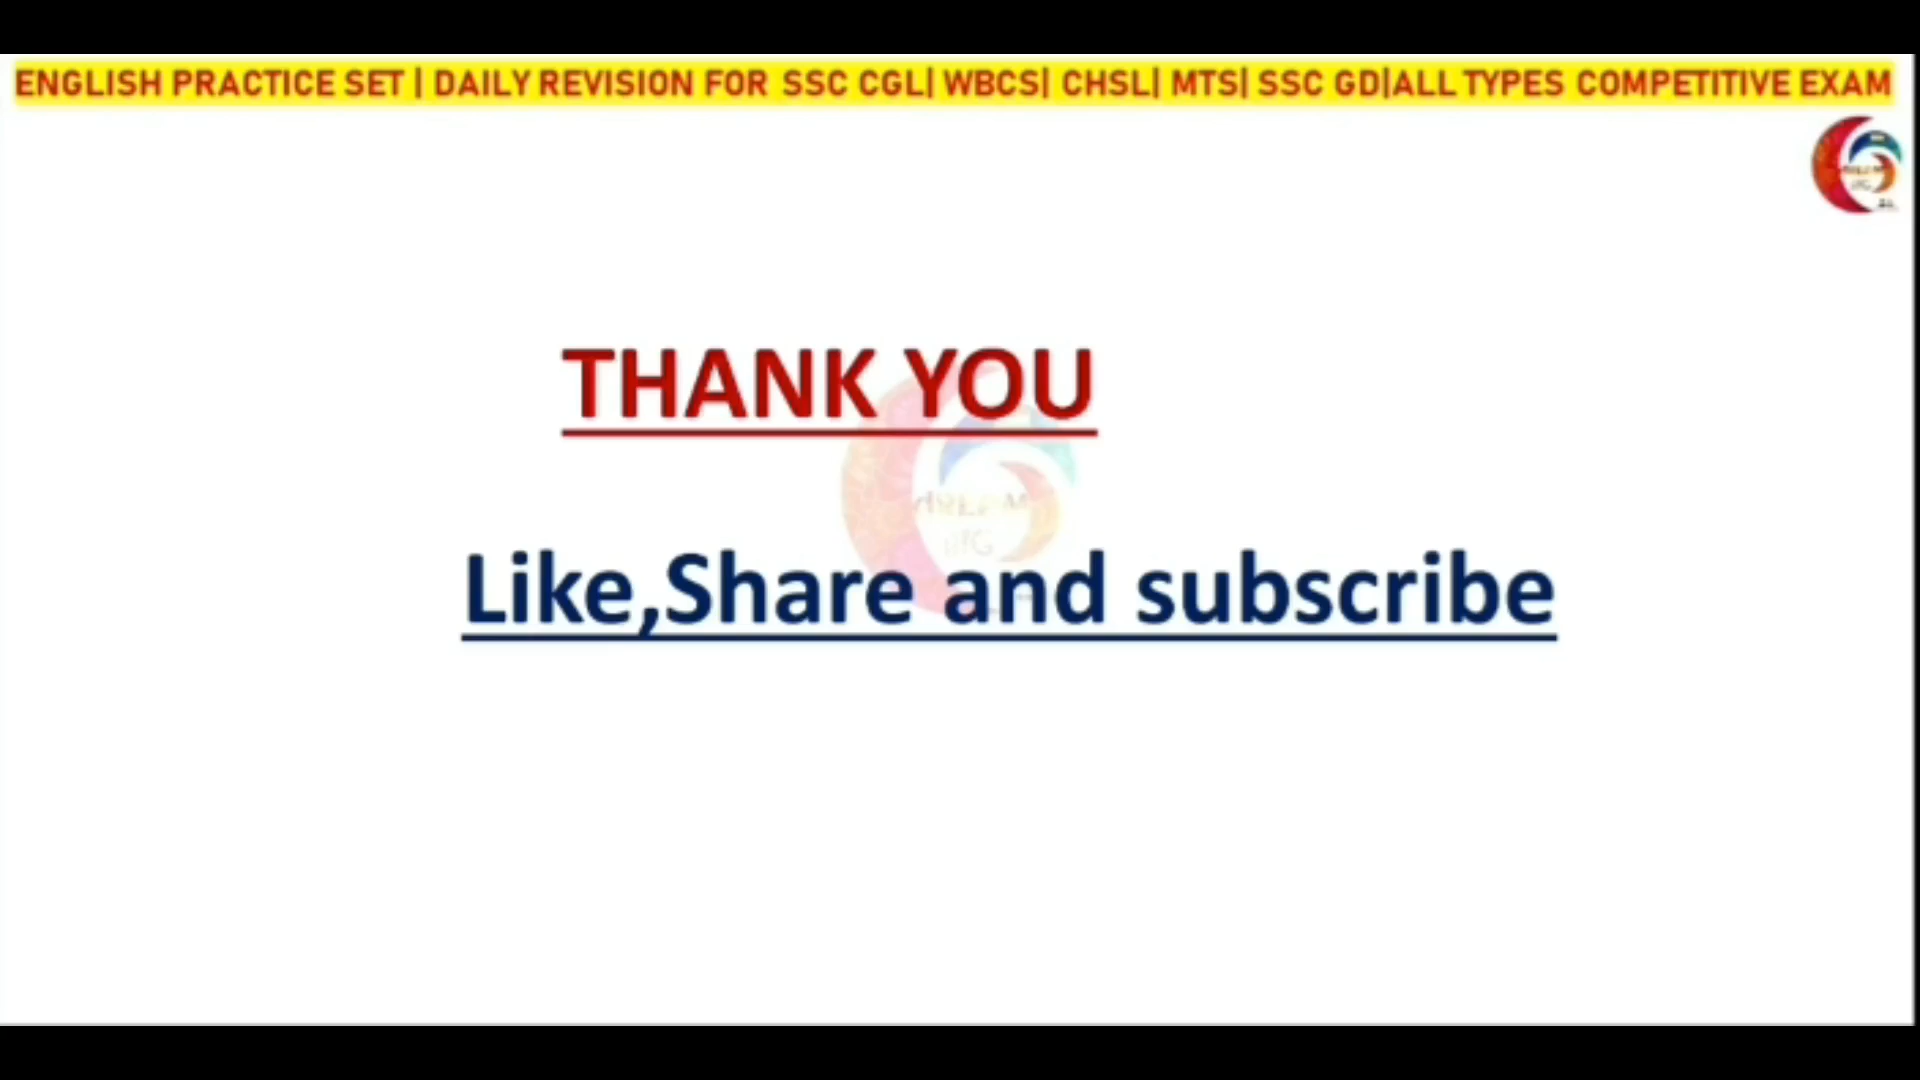 ENGLISH PRACTICE SET | DAILY REVISION FOR SSC CGL| WBCS| CHSL| MTS| SSC GD|ALL TYPES COMPETITIVE EXAM
THANK YOU
Like,Share and subscribe